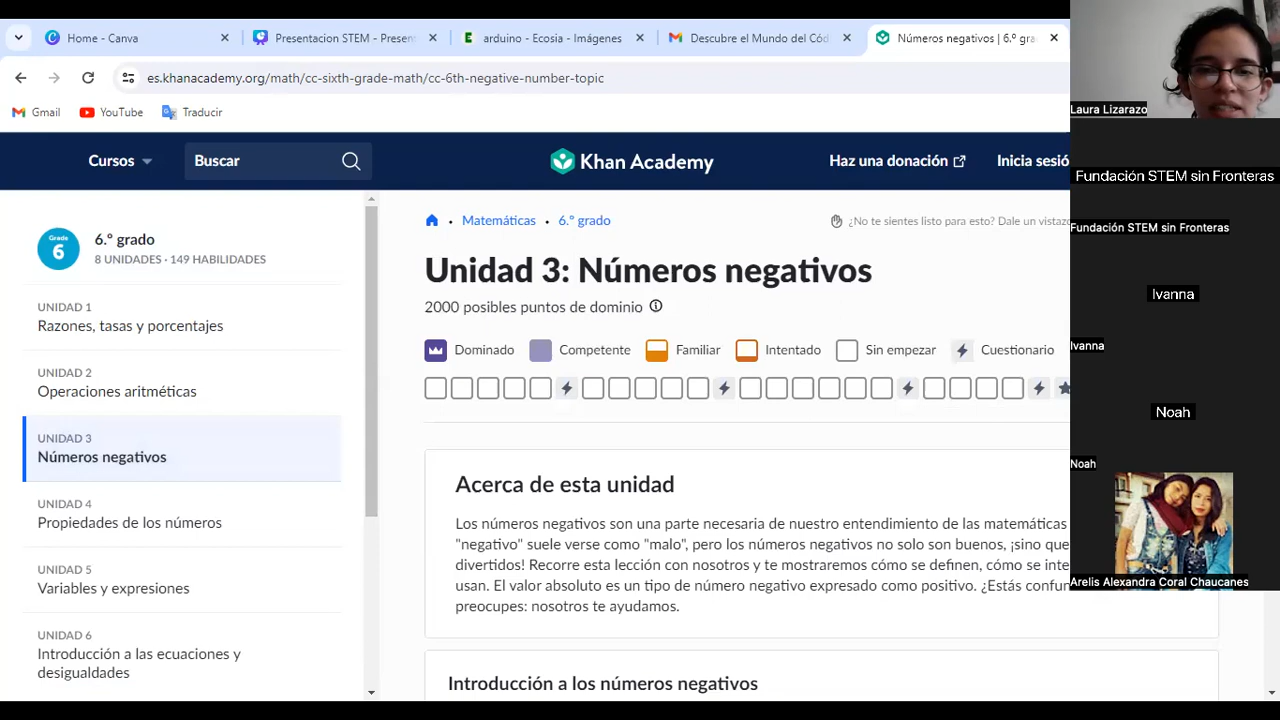 Home - Canva
Presentacion STEM - Presen
arduino - Ecosia - Imágenes
Descubre el Mundo del Cód
Números negativos | 6.º gra
es.khanacademy.org/math/cc-sixth-grade-math/cc-6th-negative-number-topic
Gmail
YouTube
Traducir
Cursos
Buscar
Khan Academy
Haz una donación
Inicia sesió
Grade
6
6.º grado
8 UNIDADES · 149 HABILIDADES
UNIDAD 1
Razones, tasas y porcentajes
UNIDAD 2
Operaciones aritméticas
UNIDAD 3
Números negativos
UNIDAD 4
Propiedades de los números
UNIDAD 5
Variables y expresiones
UNIDAD 6
Introducción a las ecuaciones y
desigualdades
Matemáticas • 6.º grado
¿No te sientes listo para esto? Dale un vistazo
Unidad 3: Números negativos
2000 posibles puntos de dominio
Dominado
Competente
Familiar
Intentado
Sin empezar
Cuestionario
Acerca de esta unidad
Los números negativos son una parte necesaria de nuestro entendimiento de las matemáticas
"negativo" suele verse como "malo", pero los números negativos no solo son buenos, ¡sino que
divertidos! Recorre esta lección con nosotros y te mostraremos cómo se definen, cómo se inte
usan. El valor absoluto es un tipo de número negativo expresado como positivo. ¿Estás confun
preocupes: nosotros te ayudamos.
Introducción a los números negativos
Laura Lizarazo
Fundación STEM sin Fronteras
Fundación STEM sin Fronteras
Ivanna
Ivanna
Noah
Noah
Arelis Alexandra Coral Chaucanes